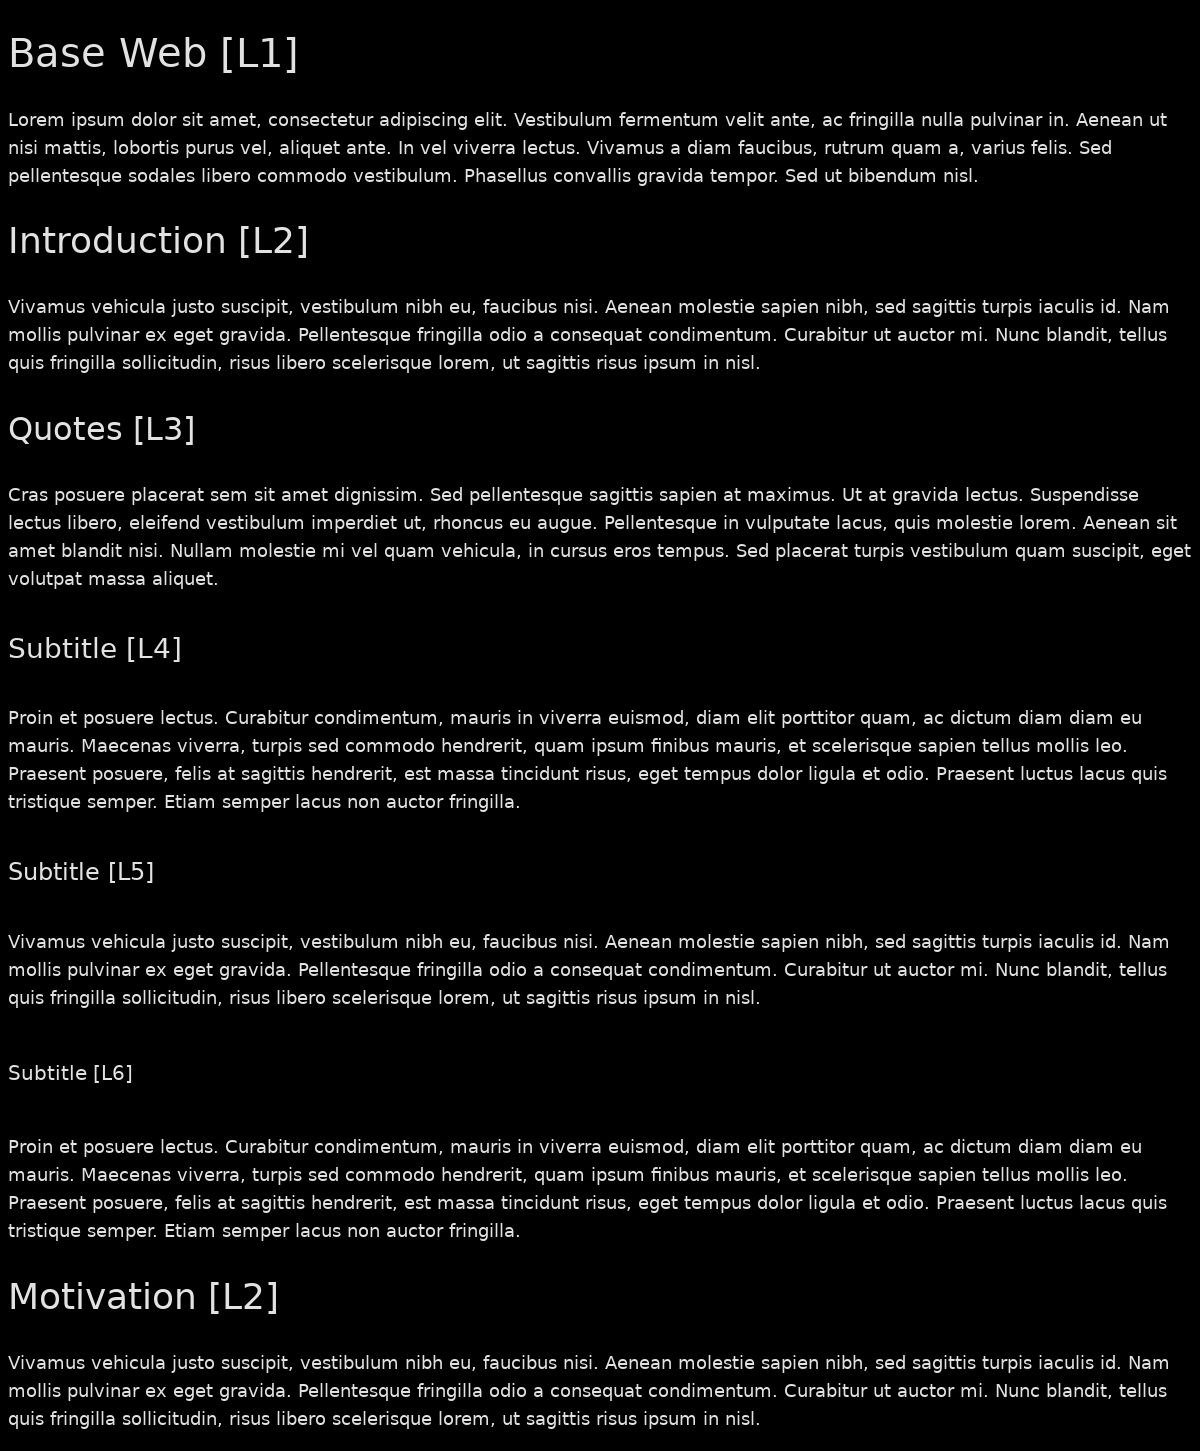 Base Web [L1]
Lorem ipsum dolor sit amet, consectetur adipiscing elit. Vestibulum fermentum velit ante, ac fringilla nulla pulvinar in. Aenean ut
nisi mattis, lobortis purus vel, aliquet ante. In vel viverra lectus. Vivamus a diam faucibus, rutrum quam a, varius felis. Sed
pellentesque sodales libero commodo vestibulum. Phasellus convallis gravida tempor. Sed ut bibendum nisl.
Introduction [L2]
Vivamus vehicula justo suscipit, vestibulum nibh eu, faucibus nisi. Aenean molestie sapien nibh, sed sagittis turpis iaculis id. Nam
mollis pulvinar ex eget gravida. Pellentesque fringilla odio a consequat condimentum. Curabitur ut auctor mi. Nunc blandit, tellus
quis fringilla sollicitudin, risus libero scelerisque lorem, ut sagittis risus ipsum in nisl.
Quotes [L3]
Cras posuere placerat sem sit amet dignissim. Sed pellentesque sagittis sapien at maximus. Ut at gravida lectus. Suspendisse
lectus libero, eleifend vestibulum imperdiet ut, rhoncus eu augue. Pellentesque in vulputate lacus, quis molestie lorem. Aenean sit
amet blandit nisi. Nullam molestie mi vel quam vehicula, in cursus eros tempus. Sed placerat turpis vestibulum quam suscipit, eget
volutpat massa aliquet.
Subtitle [L4]
Proin et posuere lectus. Curabitur condimentum, mauris in viverra euismod, diam elit porttitor quam, ac dictum diam diam eu
mauris. Maecenas viverra, turpis sed commodo hendrerit, quam ipsum finibus mauris, et scelerisque sapien tellus mollis leo.
Praesent posuere, felis at sagittis hendrerit, est massa tincidunt risus, eget tempus dolor ligula et odio. Praesent luctus lacus quis
tristique semper. Etiam semper lacus non auctor fringilla.
Subtitle [L5]
Vivamus vehicula justo suscipit, vestibulum nibh eu, faucibus nisi. Aenean molestie sapien nibh, sed sagittis turpis iaculis id. Nam
mollis pulvinar ex eget gravida. Pellentesque fringilla odio a consequat condimentum. Curabitur ut auctor mi. Nunc blandit, tellus
quis fringilla sollicitudin, risus libero scelerisque lorem, ut sagittis risus ipsum in nisl.
Subtitle [L6]
Proin et posuere lectus. Curabitur condimentum, mauris in viverra euismod, diam elit porttitor quam, ac dictum diam diam eu
mauris. Maecenas viverra, turpis sed commodo hendrerit, quam ipsum finibus mauris, et scelerisque sapien tellus mollis leo.
Praesent posuere, felis at sagittis hendrerit, est massa tincidunt risus, eget tempus dolor ligula et odio. Praesent luctus lacus quis
tristique semper. Etiam semper lacus non auctor fringilla.
Motivation [L2]
Vivamus vehicula justo suscipit, vestibulum nibh eu, faucibus nisi. Aenean molestie sapien nibh, sed sagittis turpis iaculis id. Nam
mollis pulvinar ex eget gravida. Pellentesque fringilla odio a consequat condimentum. Curabitur ut auctor mi. Nunc blandit, tellus
quis fringilla sollicitudin, risus libero scelerisque lorem, ut sagittis risus ipsum in nisl.